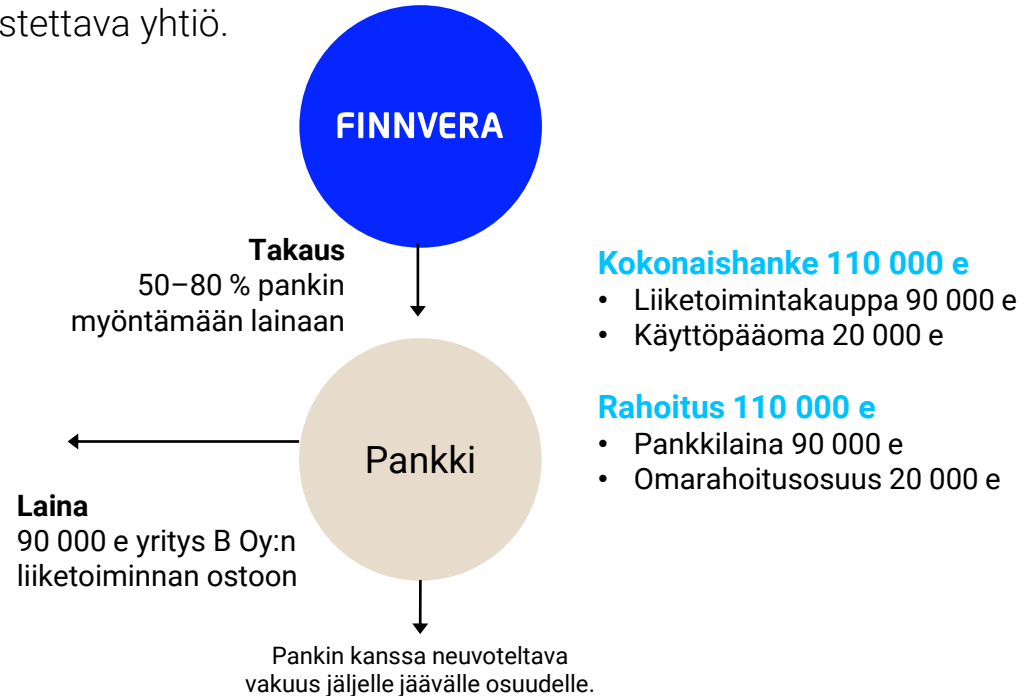 yhtiö.
FINNVERA
Takaus
50–80 % pankin
myöntämään lainaan
Kokonaishanke 110 000 e
• Liiketoimintakauppa 90 000 e
• Käyttöpääoma 20 000 e
Rahoitus 110 000 e
• Pankkilaina 90 000 e
• Omarahoitusosuus 20 000 e
Pankki
Laina
90 000 e yritys B Oy:n
liiketoiminnan ostoon
Pankin kanssa neuvoteltava
vakuus jäljelle jäävälle osuudelle.